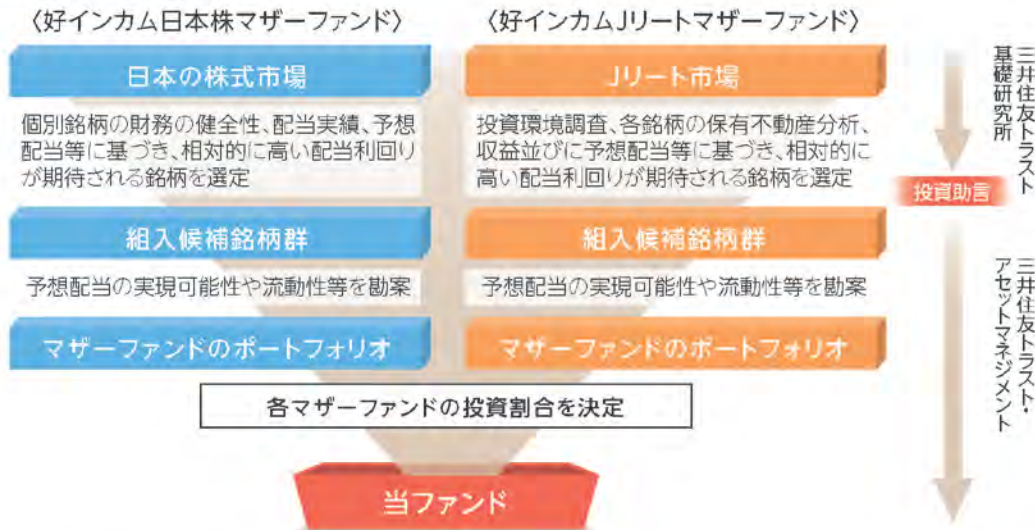 〈好インカム日本株マザーファンド〉
日本の株式市場
個別銘柄の財務の健全性、配当実績、予想
配当等に基づき、相対的に高い配当利回り
が期待される銘柄を選定
組入候補銘柄群
予想配当の実現可能性や流動性等を勘案
マザーファンドのポートフォリオ
〈好インカムJリートマザーファンド〉
Jリート市場
投資環境調査、各銘柄の保有不動産分析、
収益並びに予想配当等に基づき、相対的に
高い配当利回りが期待される銘柄を選定
組入候補銘柄群
予想配当の実現可能性や流動性等を勘案
マザーファンドのポートフォリオ
各マザーファンドの投資割合を決定
当ファンド
三井住友トラスト
基礎研究所
投資助言
三井住友トラスト・
アセットマネジメント